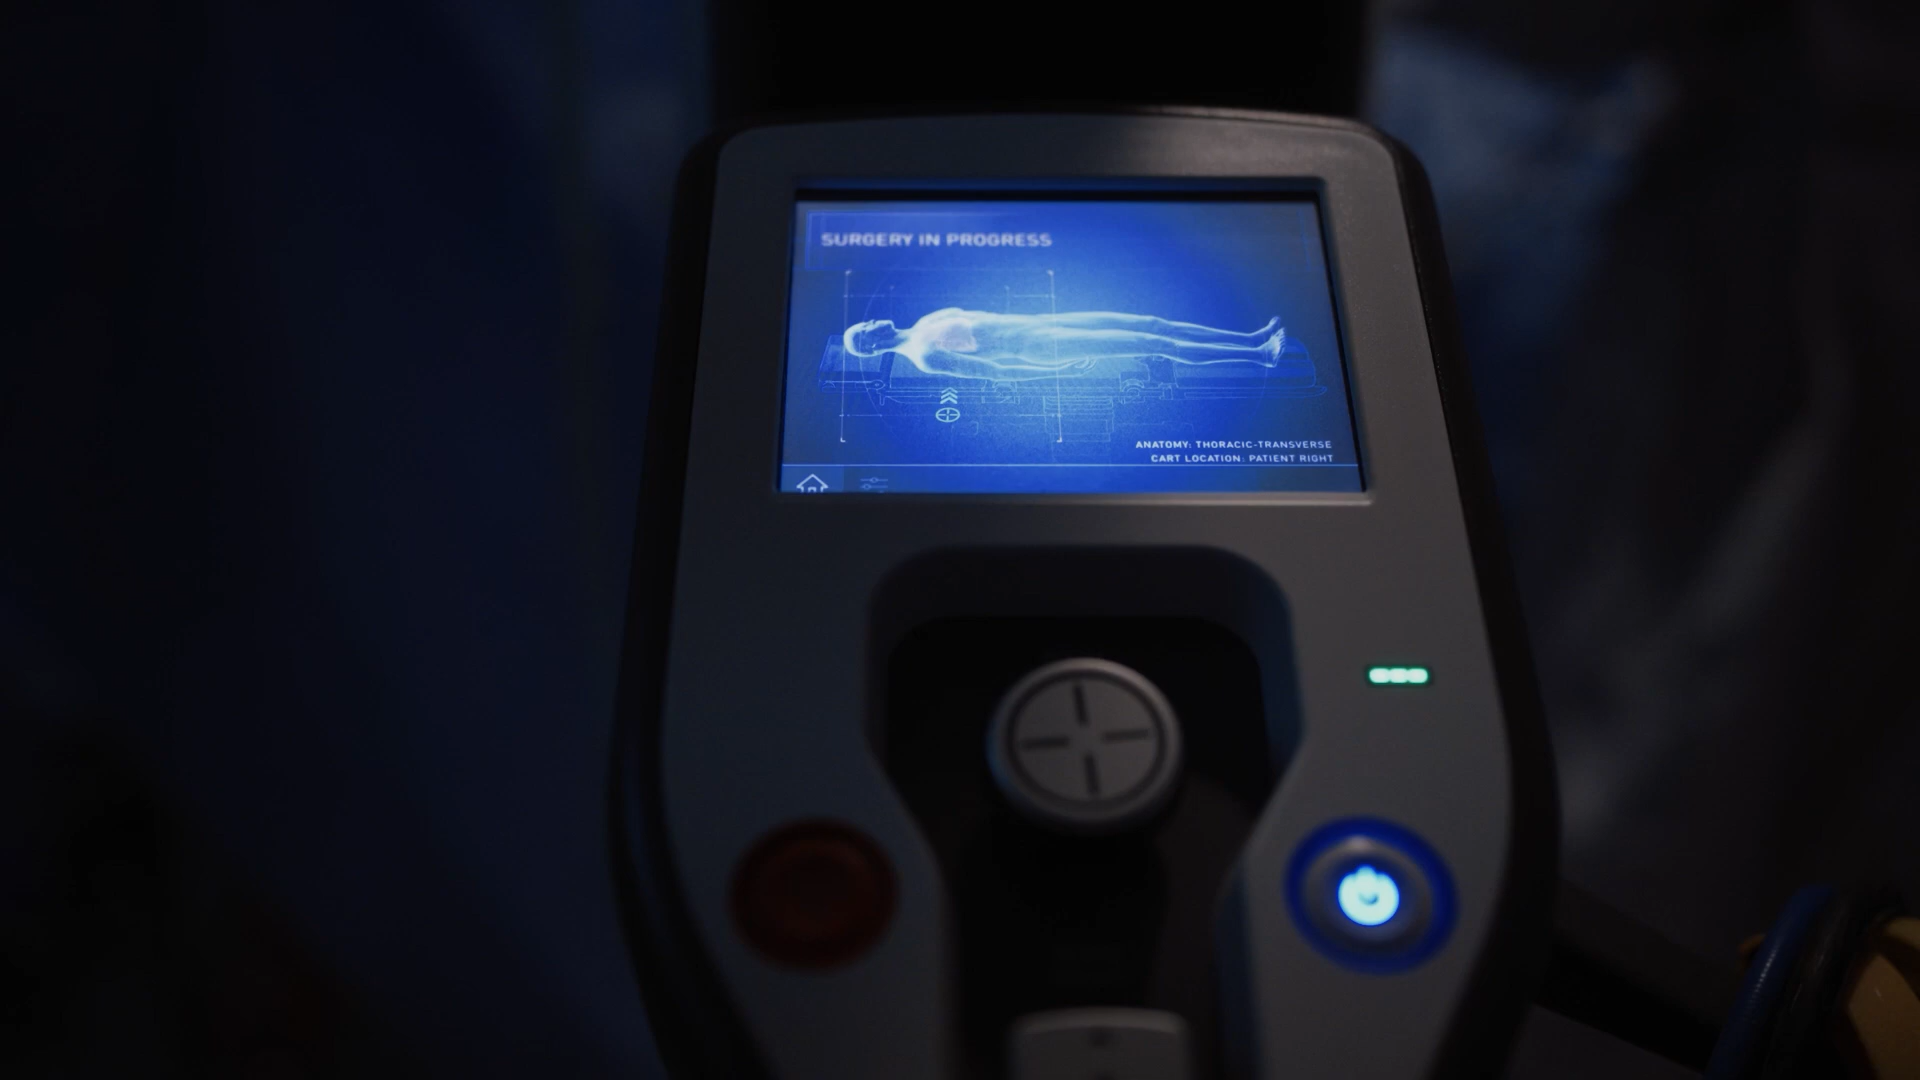 SURGERY IN PROGRESS
ANATOMY: THORACIC-TRANSVERSE
CART LOCATION: PATIENT RIGHT